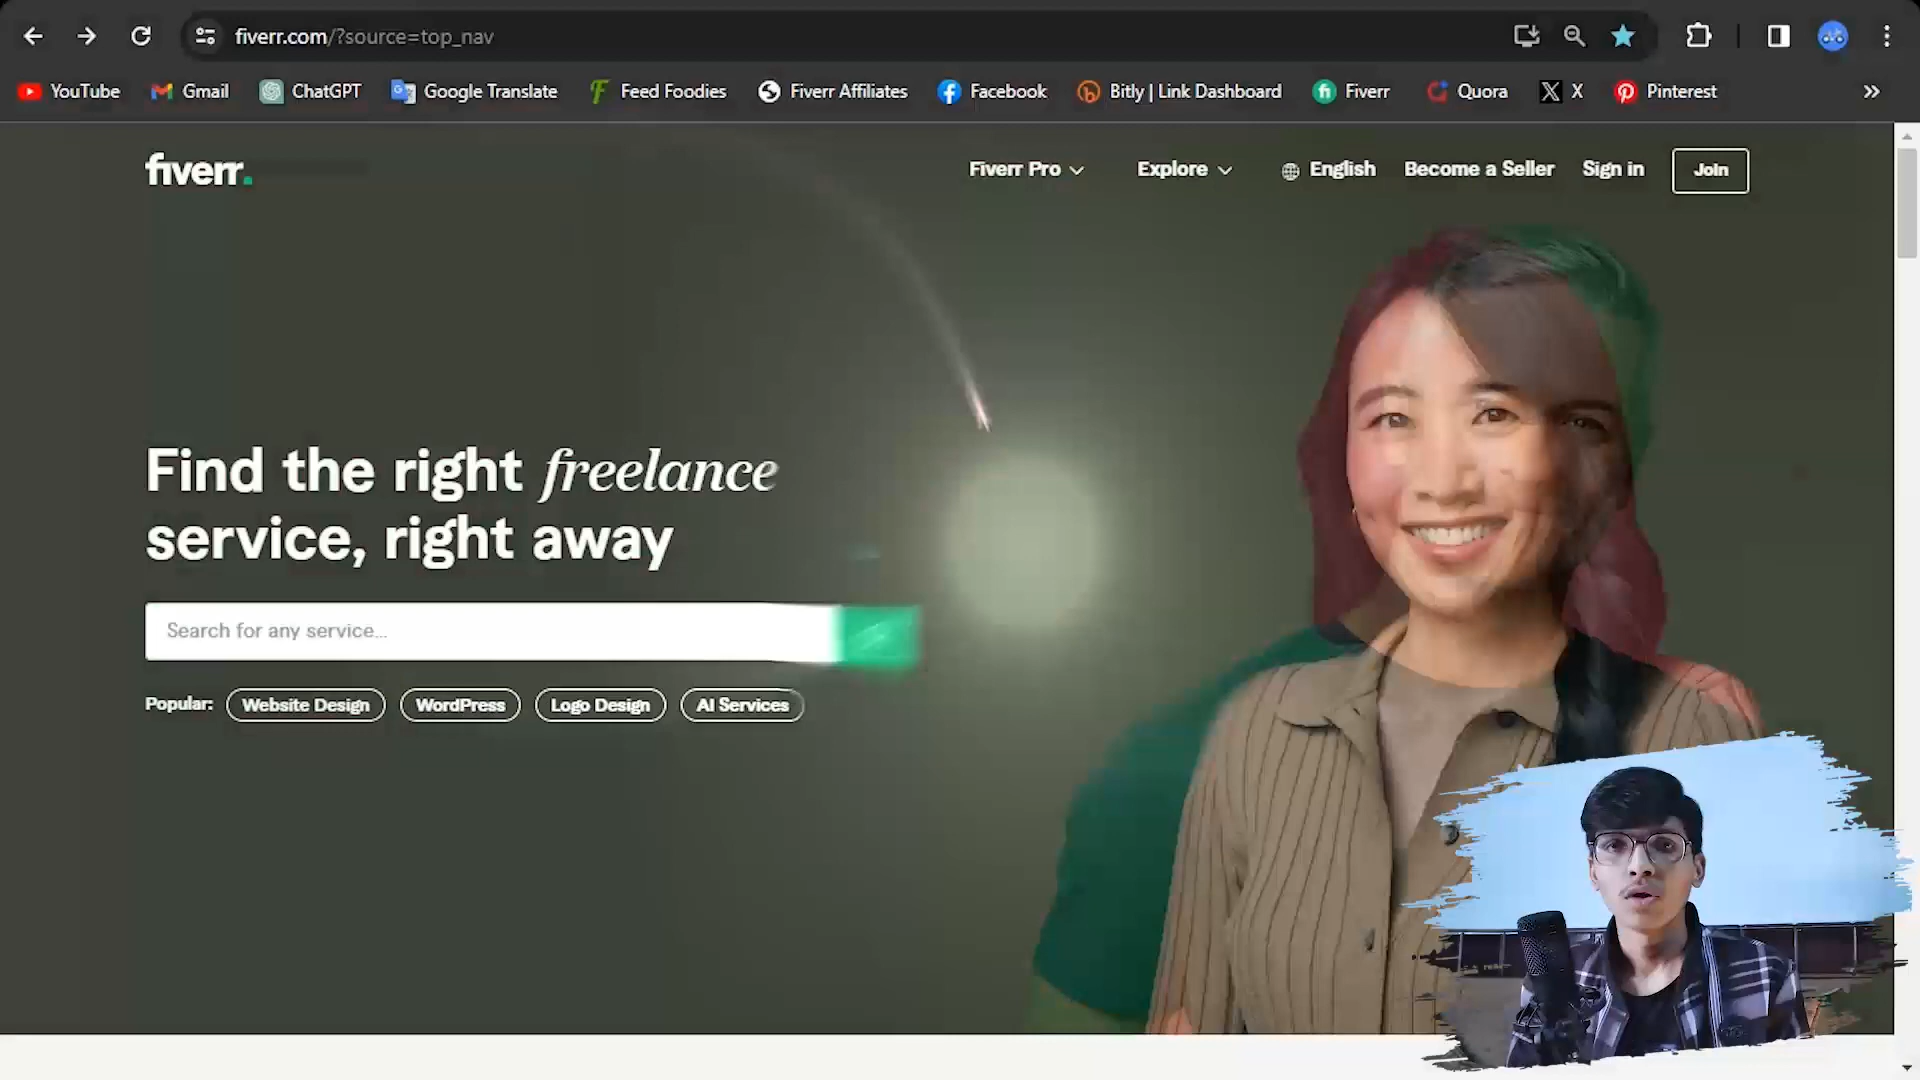 fiverr.com/?source=top_nav
YouTube Gmail ChatGPT Google Translate Feed Foodies Fiverr Affiliates Facebook Bitly | Link Dashboard Fiverr Quora X Pinterest »
fiverr. Fiverr Pro Explore English Become a Seller Sign in Join
Find the right freelance
service, right away
Search for any service...
Popular: Website Design WordPress Logo Design AI Services